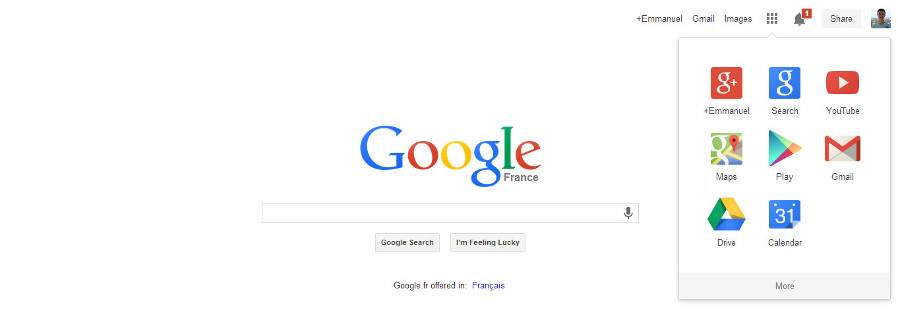 +Emmanuel Gmail Images 1 Share
g+ g
+Emmanuel Search YouTube
Maps Play Gmail
31
Drive Calendar
More
Google
France
Google Search I'm Feeling Lucky
Google.fr offered in: Français